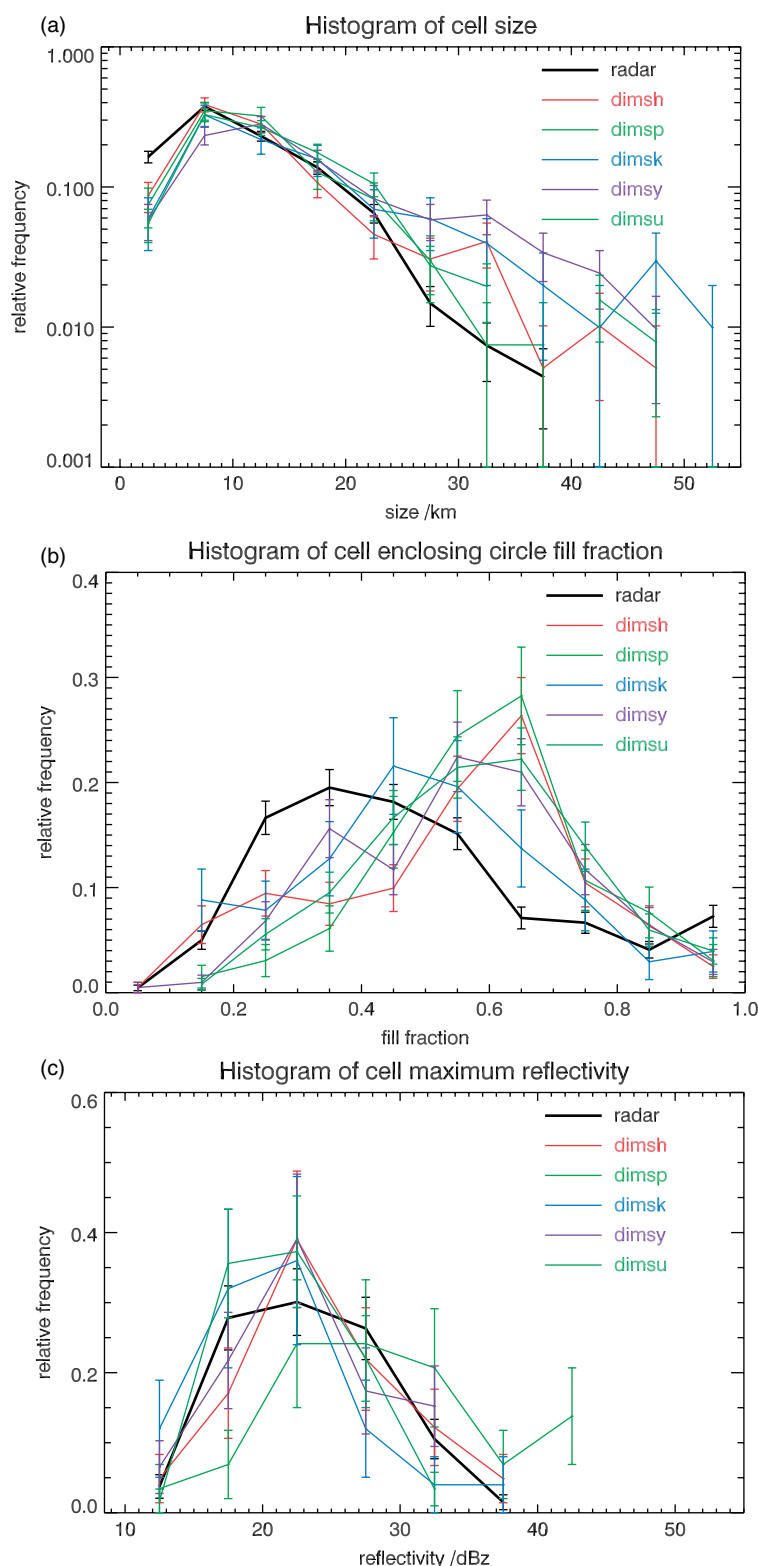 (a)
Histogram of cell size
1.000
0.100
0.010
0.001
relative frequency
radar
dimsh
dimsp
dimsk
dimsy
dimsu
0 10 20 30 40 50
size /km
(b)
Histogram of cell enclosing circle fill fraction
0.4
0.3
0.2
0.1
0.0
relative frequency
radar
dimsh
dimsp
dimsk
dimsy
dimsu
0.0 0.2 0.4 0.6 0.8 1.0
fill fraction
(c)
Histogram of cell maximum reflectivity
0.6
0.4
0.2
0.0
relative frequency
radar
dimsh
dimsp
dimsk
dimsy
dimsu
10 20 30 40 50
reflectivity /dBz